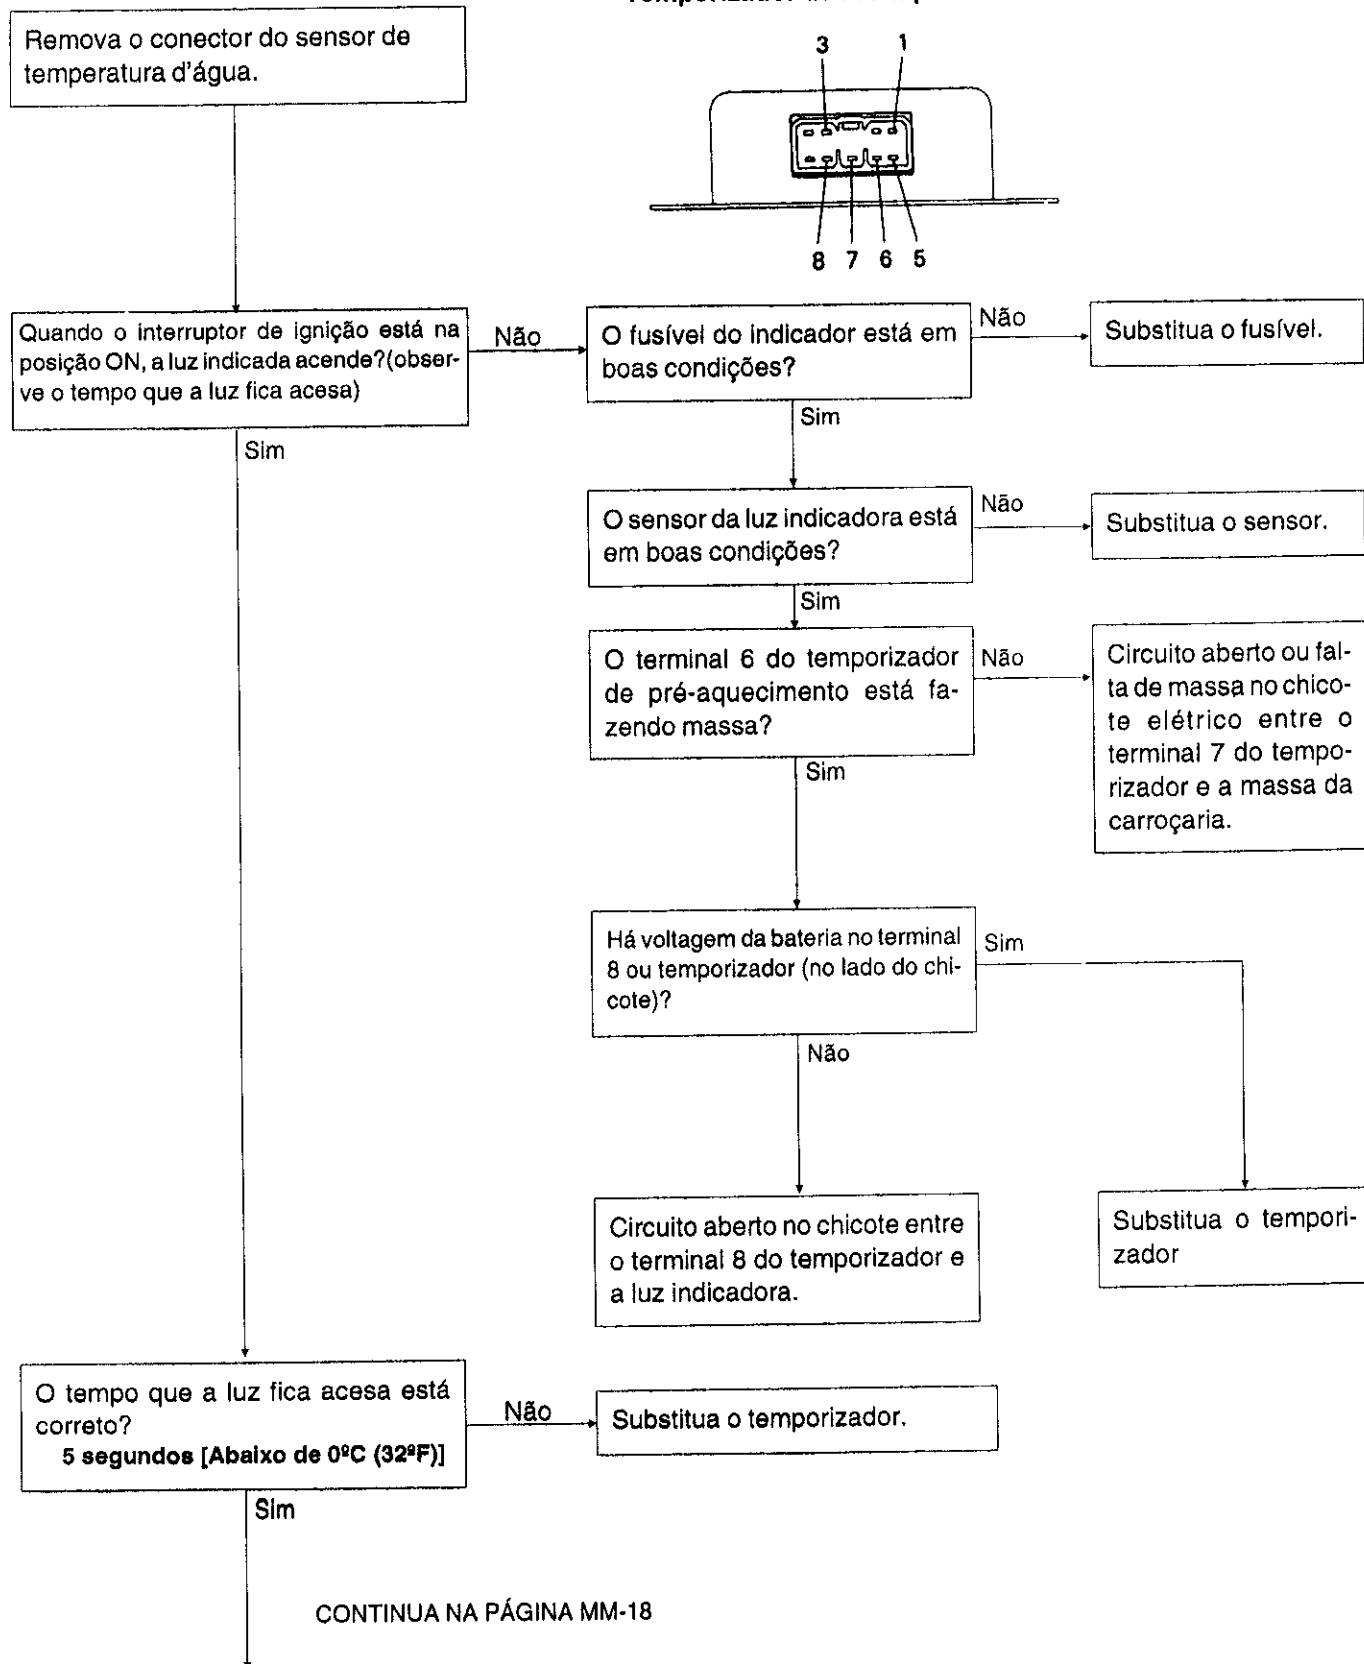 Remova o conector do sensor de
temperatura d'água.
3 1
8 7 6 5
Quando o interruptor de ignição está na
posição ON, a luz indicada acende?(obser-
ve o tempo que a luz fica acesa)
Não
O fusível do indicador está em
boas condições?
Não
Substitua o fusível.
Sim
Sim
O sensor da luz indicadora está
em boas condições?
Não
Substitua o sensor.
Sim
O terminal 6 do temporizador
de pré-aquecimento está fa-
zendo massa?
Não
Circuito aberto ou fal-
ta de massa no chico-
te elétrico entre o
terminal 7 do tempo-
rizador e a massa da
carroçaria.
Sim
Há voltagem da bateria no terminal
8 ou temporizador (no lado do chi-
cote)?
Sim
Não
Circuito aberto no chicote entre
o terminal 8 do temporizador e
a luz indicadora.
Substitua o tempori-
zador
O tempo que a luz fica acesa está
correto?
5 segundos [Abaixo de 0ºC (32ºF)]
Não
Substitua o temporizador.
Sim
CONTINUA NA PÁGINA MM-18